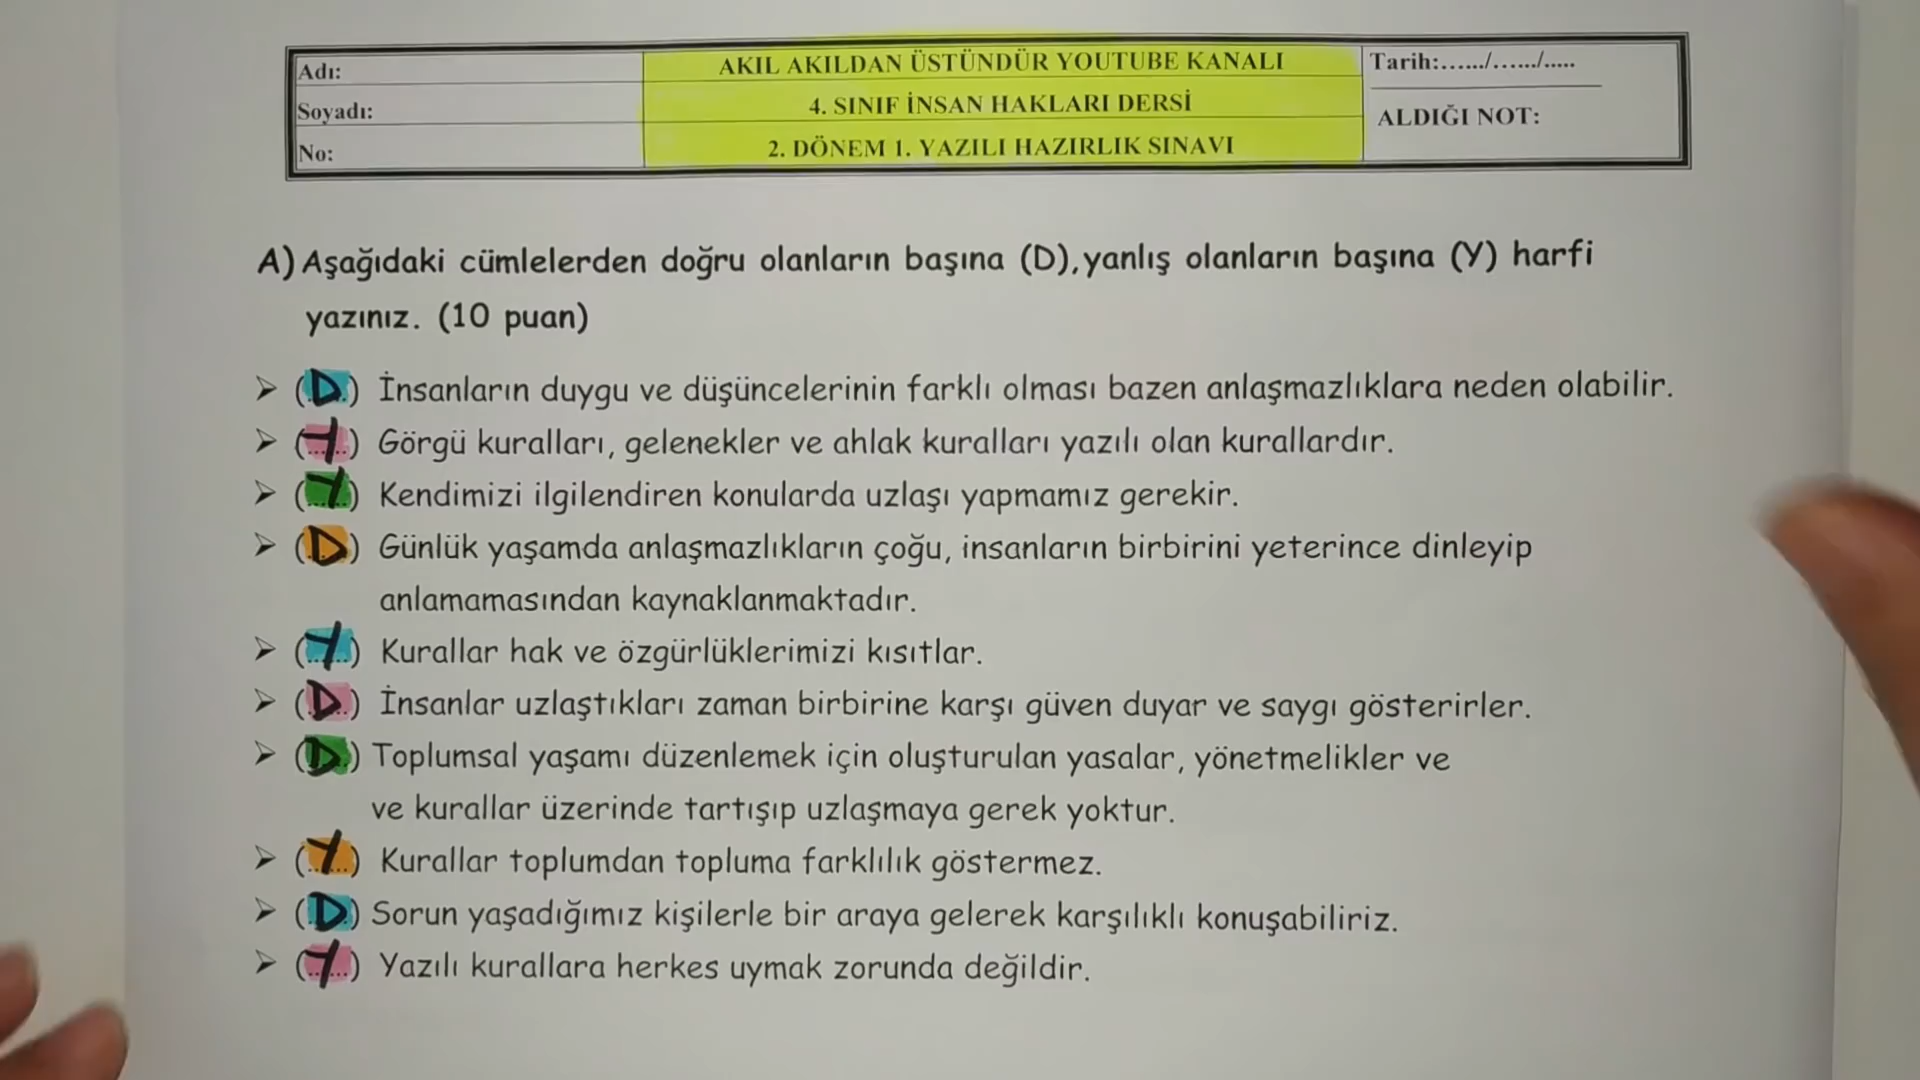 Adı:
Soyadı:
No:
AKIL AKILDAN ÜSTÜNDÜR YOUTUBE KANALI
4. SINIF İNSAN HAKLARI DERSİ
2. DÖNEM 1. YAZILI HAZIRLIK SINAVI
Tarih:....../....../.....
ALDIĞI NOT:
A) Aşağıdaki cümlelerden doğru olanların başına (D),yanlış olanların başına (Y) harfi
yazınız. (10 puan)
➢ (D) İnsanların duygu ve düşüncelerinin farklı olması bazen anlaşmazlıklara neden olabilir.
➢ (Y) Görgü kuralları, gelenekler ve ahlak kuralları yazılı olan kurallardır.
➢ (Y) Kendimizi ilgilendiren konularda uzlaşı yapmamız gerekir.
➢ (D) Günlük yaşamda anlaşmazlıkların çoğu, insanların birbirini yeterince dinleyip
anlamamasından kaynaklanmaktadır.
➢ (Y) Kurallar hak ve özgürlüklerimizi kısıtlar.
➢ (D) İnsanlar uzlaştıkları zaman birbirine karşı güven duyar ve saygı gösterirler.
➢ (D) Toplumsal yaşamı düzenlemek için oluşturulan yasalar, yönetmelikler ve
ve kurallar üzerinde tartışıp uzlaşmaya gerek yoktur.
➢ (Y) Kurallar toplumdan topluma farklılık göstermez.
➢ (D) Sorun yaşadığımız kişilerle bir araya gelerek karşılıklı konuşabiliriz.
➢ (Y) Yazılı kurallara herkes uymak zorunda değildir.